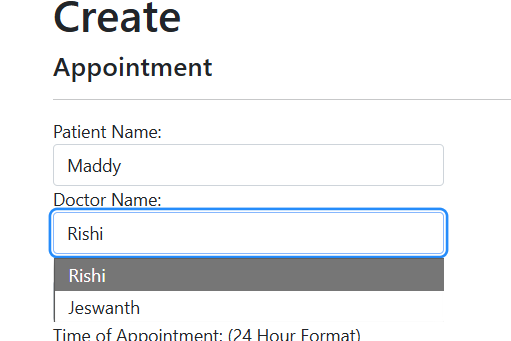 Create
Appointment
Patient Name:
Maddy
Doctor Name:
Rishi
Rishi
Jeswanth
Time of Appointment: (24 Hour Format)